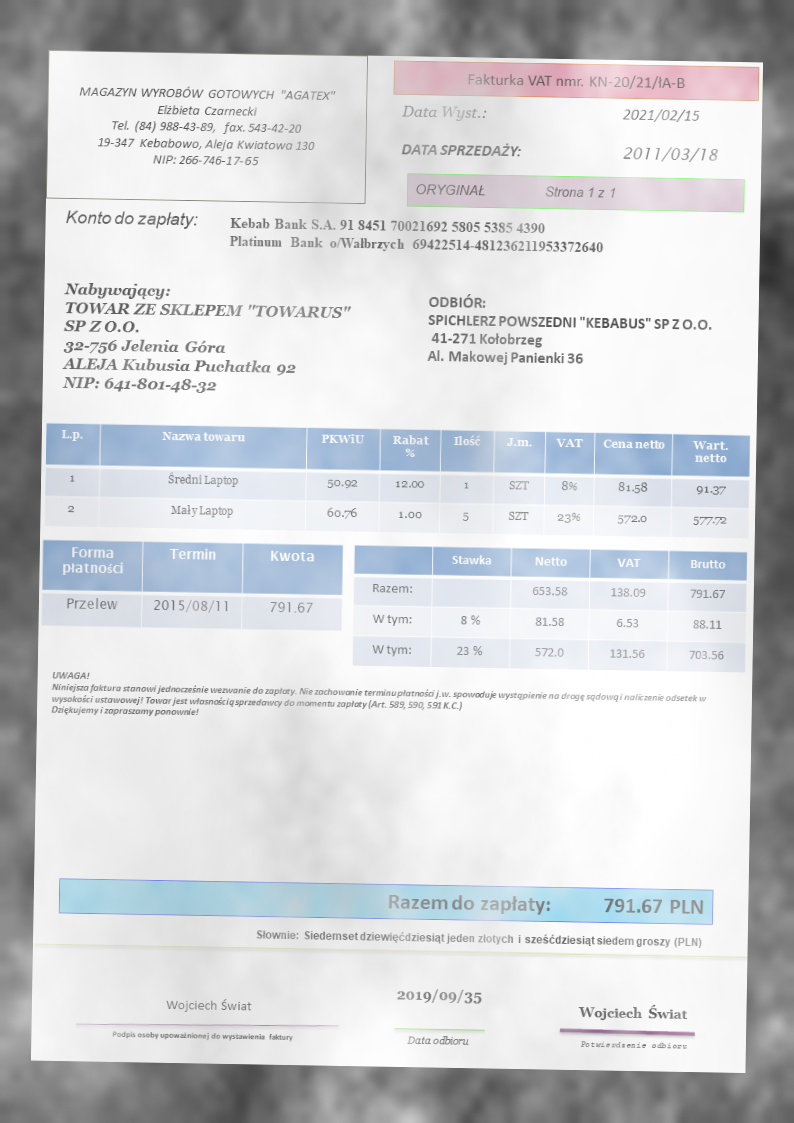 MAGAZYN WYROBÓW GOTOWYCH "AGATEX"
Elżbieta Czarnecki
Tel. (84) 988-43-89, fax. 543-42-20
19-347 Kebabowo, Aleja Kwiatowa 130
NIP: 266-746-17-65
Fakturka VAT nmr. KN-20/21/łA-B
Data Wyst.: 2021/02/15
DATA SPRZEDAŻY: 2011/03/18
ORYGINAŁ Strona 1 z 1
Konto do zapłaty: Kebab Bank S.A. 91 8451 70021692 5805 5385 4390
Platinum Bank o/Wałbrzych 69422514-481236211953372640
Nabywający:
TOWAR ZE SKLEPEM "TOWARUS"
SP Z O.O.
32-756 Jelenia Góra
ALEJA Kubusia Puchatka 92
NIP: 641-801-48-32
ODBIÓR:
SPICHLERZ POWSZEDNI "KEBABUS" SP Z O.O.
41-271 Kołobrzeg
Al. Makowej Panienki 36
L.p. Nazwa towaru PKWiU Rabat % Ilość J.m. VAT Cena netto Wart. netto
1 Średni Laptop 50.92 12.00 1 SZT 8% 81.58 91.37
2 Mały Laptop 60.76 1.00 5 SZT 23% 572.0 577.72
Forma płatności Termin Kwota
Przelew 2015/08/11 791.67
Stawka Netto VAT Brutto
Razem: 653.58 138.09 791.67
W tym: 8 % 81.58 6.53 88.11
W tym: 23 % 572.0 131.56 703.56
UWAGA!
Niniejsza faktura stanowi jednocześnie wezwanie do zapłaty. Nie zachowanie terminu płatności j.w. spowoduje wystąpienie na drogę sądową i naliczenie odsetek w
wysokości ustawowej! Towar jest własnością sprzedawcy do momentu zapłaty (Art. 589, 590, 591 K.C.)
Dziękujemy i zapraszamy ponownie!
Razem do zapłaty: 791.67 PLN
Słownie: Siedemset dziewięćdziesiąt jeden złotych i sześćdziesiąt siedem groszy (PLN)
Wojciech Świat
Podpis osoby upoważnionej do wystawienia faktury
2019/09/35
Data odbioru
Wojciech Świat
Potwierdzenie odbioru